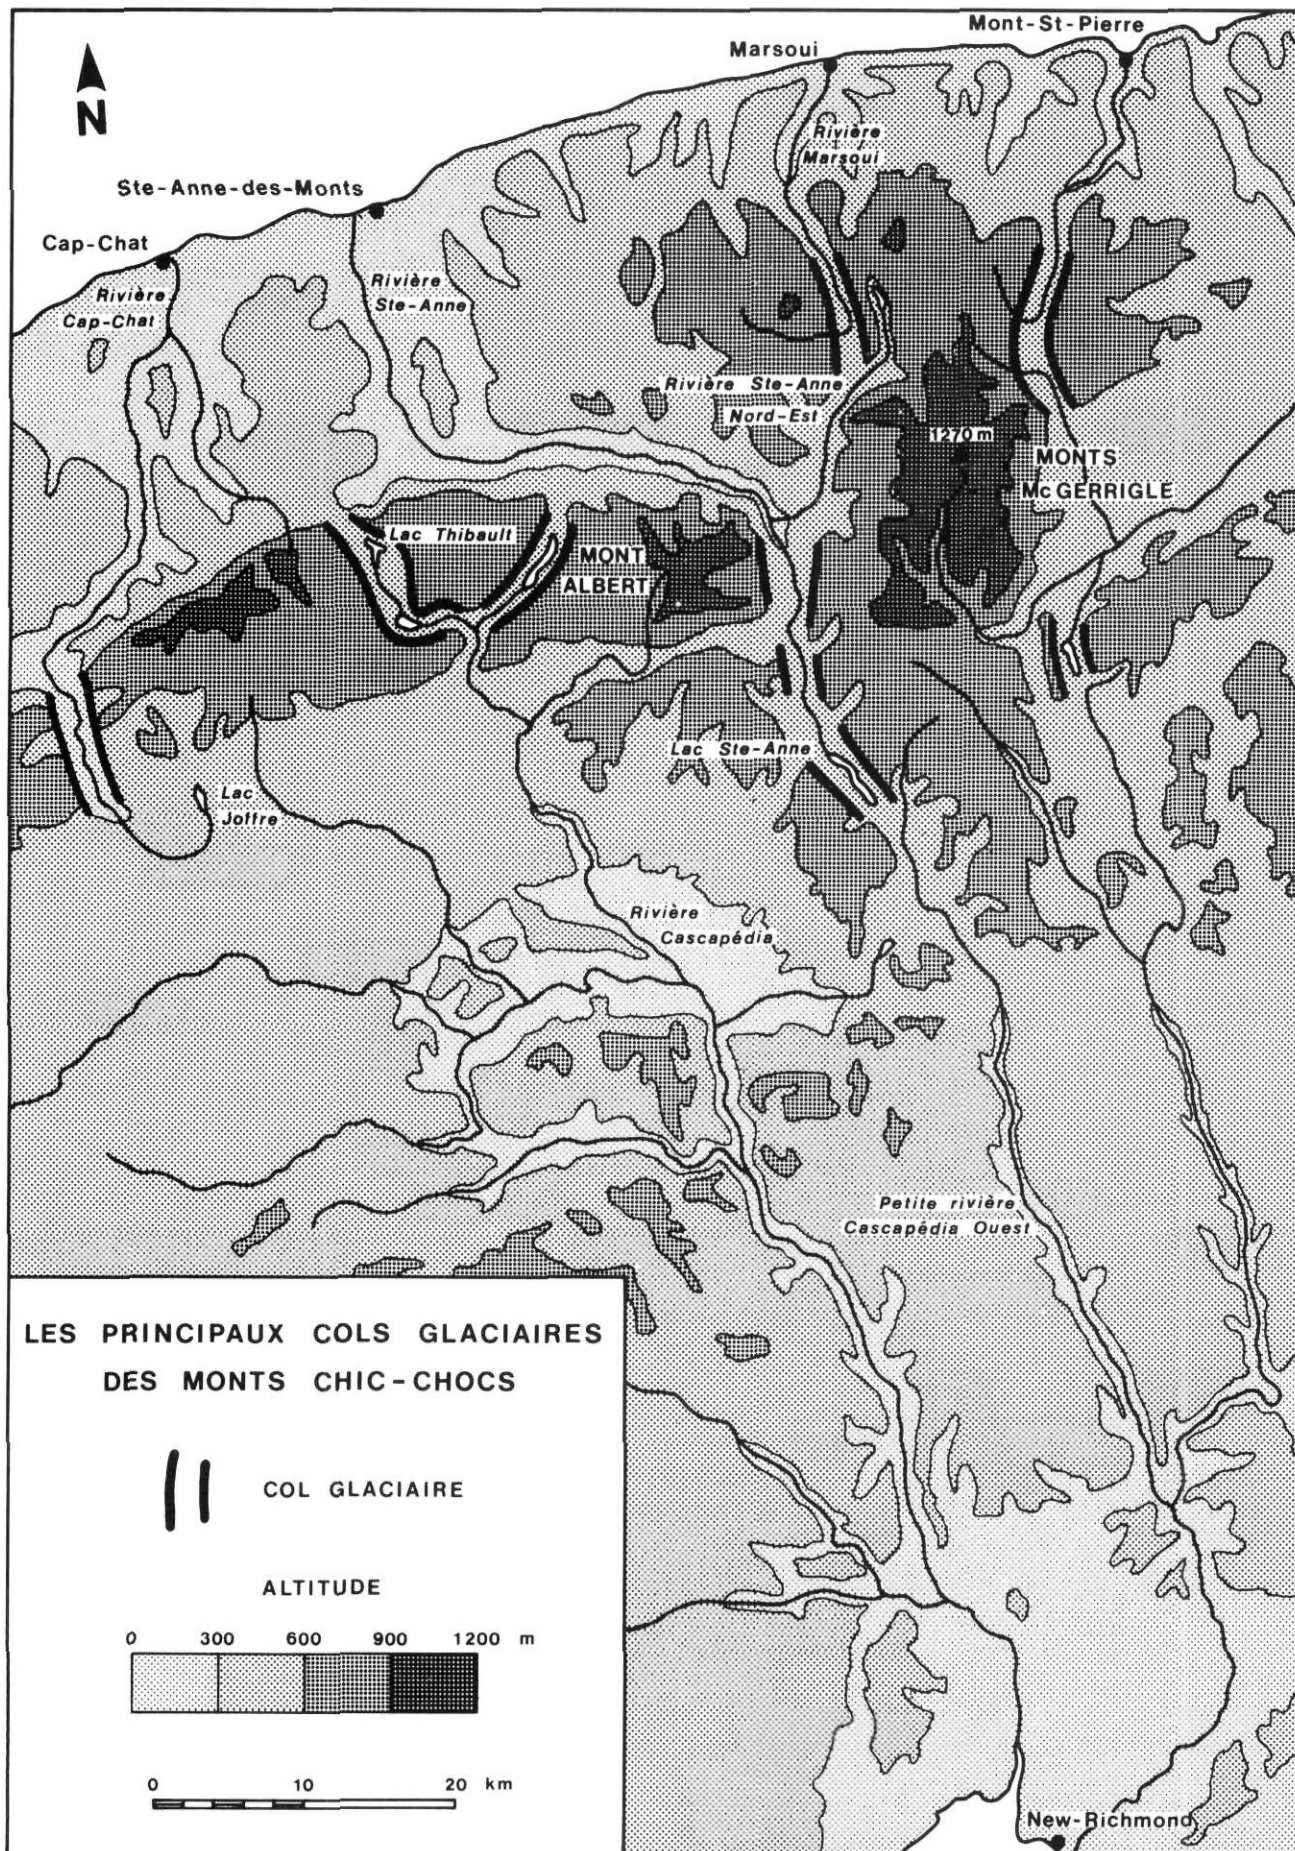 Mont-St-Pierre
Marsoui
N
Rivière
Marsoui
Ste-Anne-des-Monts
Cap-Chat
Rivière
Ste-Anne
Rivière
Cap-Chat
Rivière Ste-Anne
Nord-Est
1270 m
MONTS
Mc GERRIGLE
Lac Thibault
MONT
ALBERT
Lac Ste-Anne
Lac
Joffre
Rivière
Cascapédia
Petite rivière
Cascapédia Ouest
LES PRINCIPAUX COLS GLACIAIRES
DES MONTS CHIC-CHOCS
COL GLACIAIRE
ALTITUDE
0 300 600 900 1200 m
0 10 20 km
New-Richmond